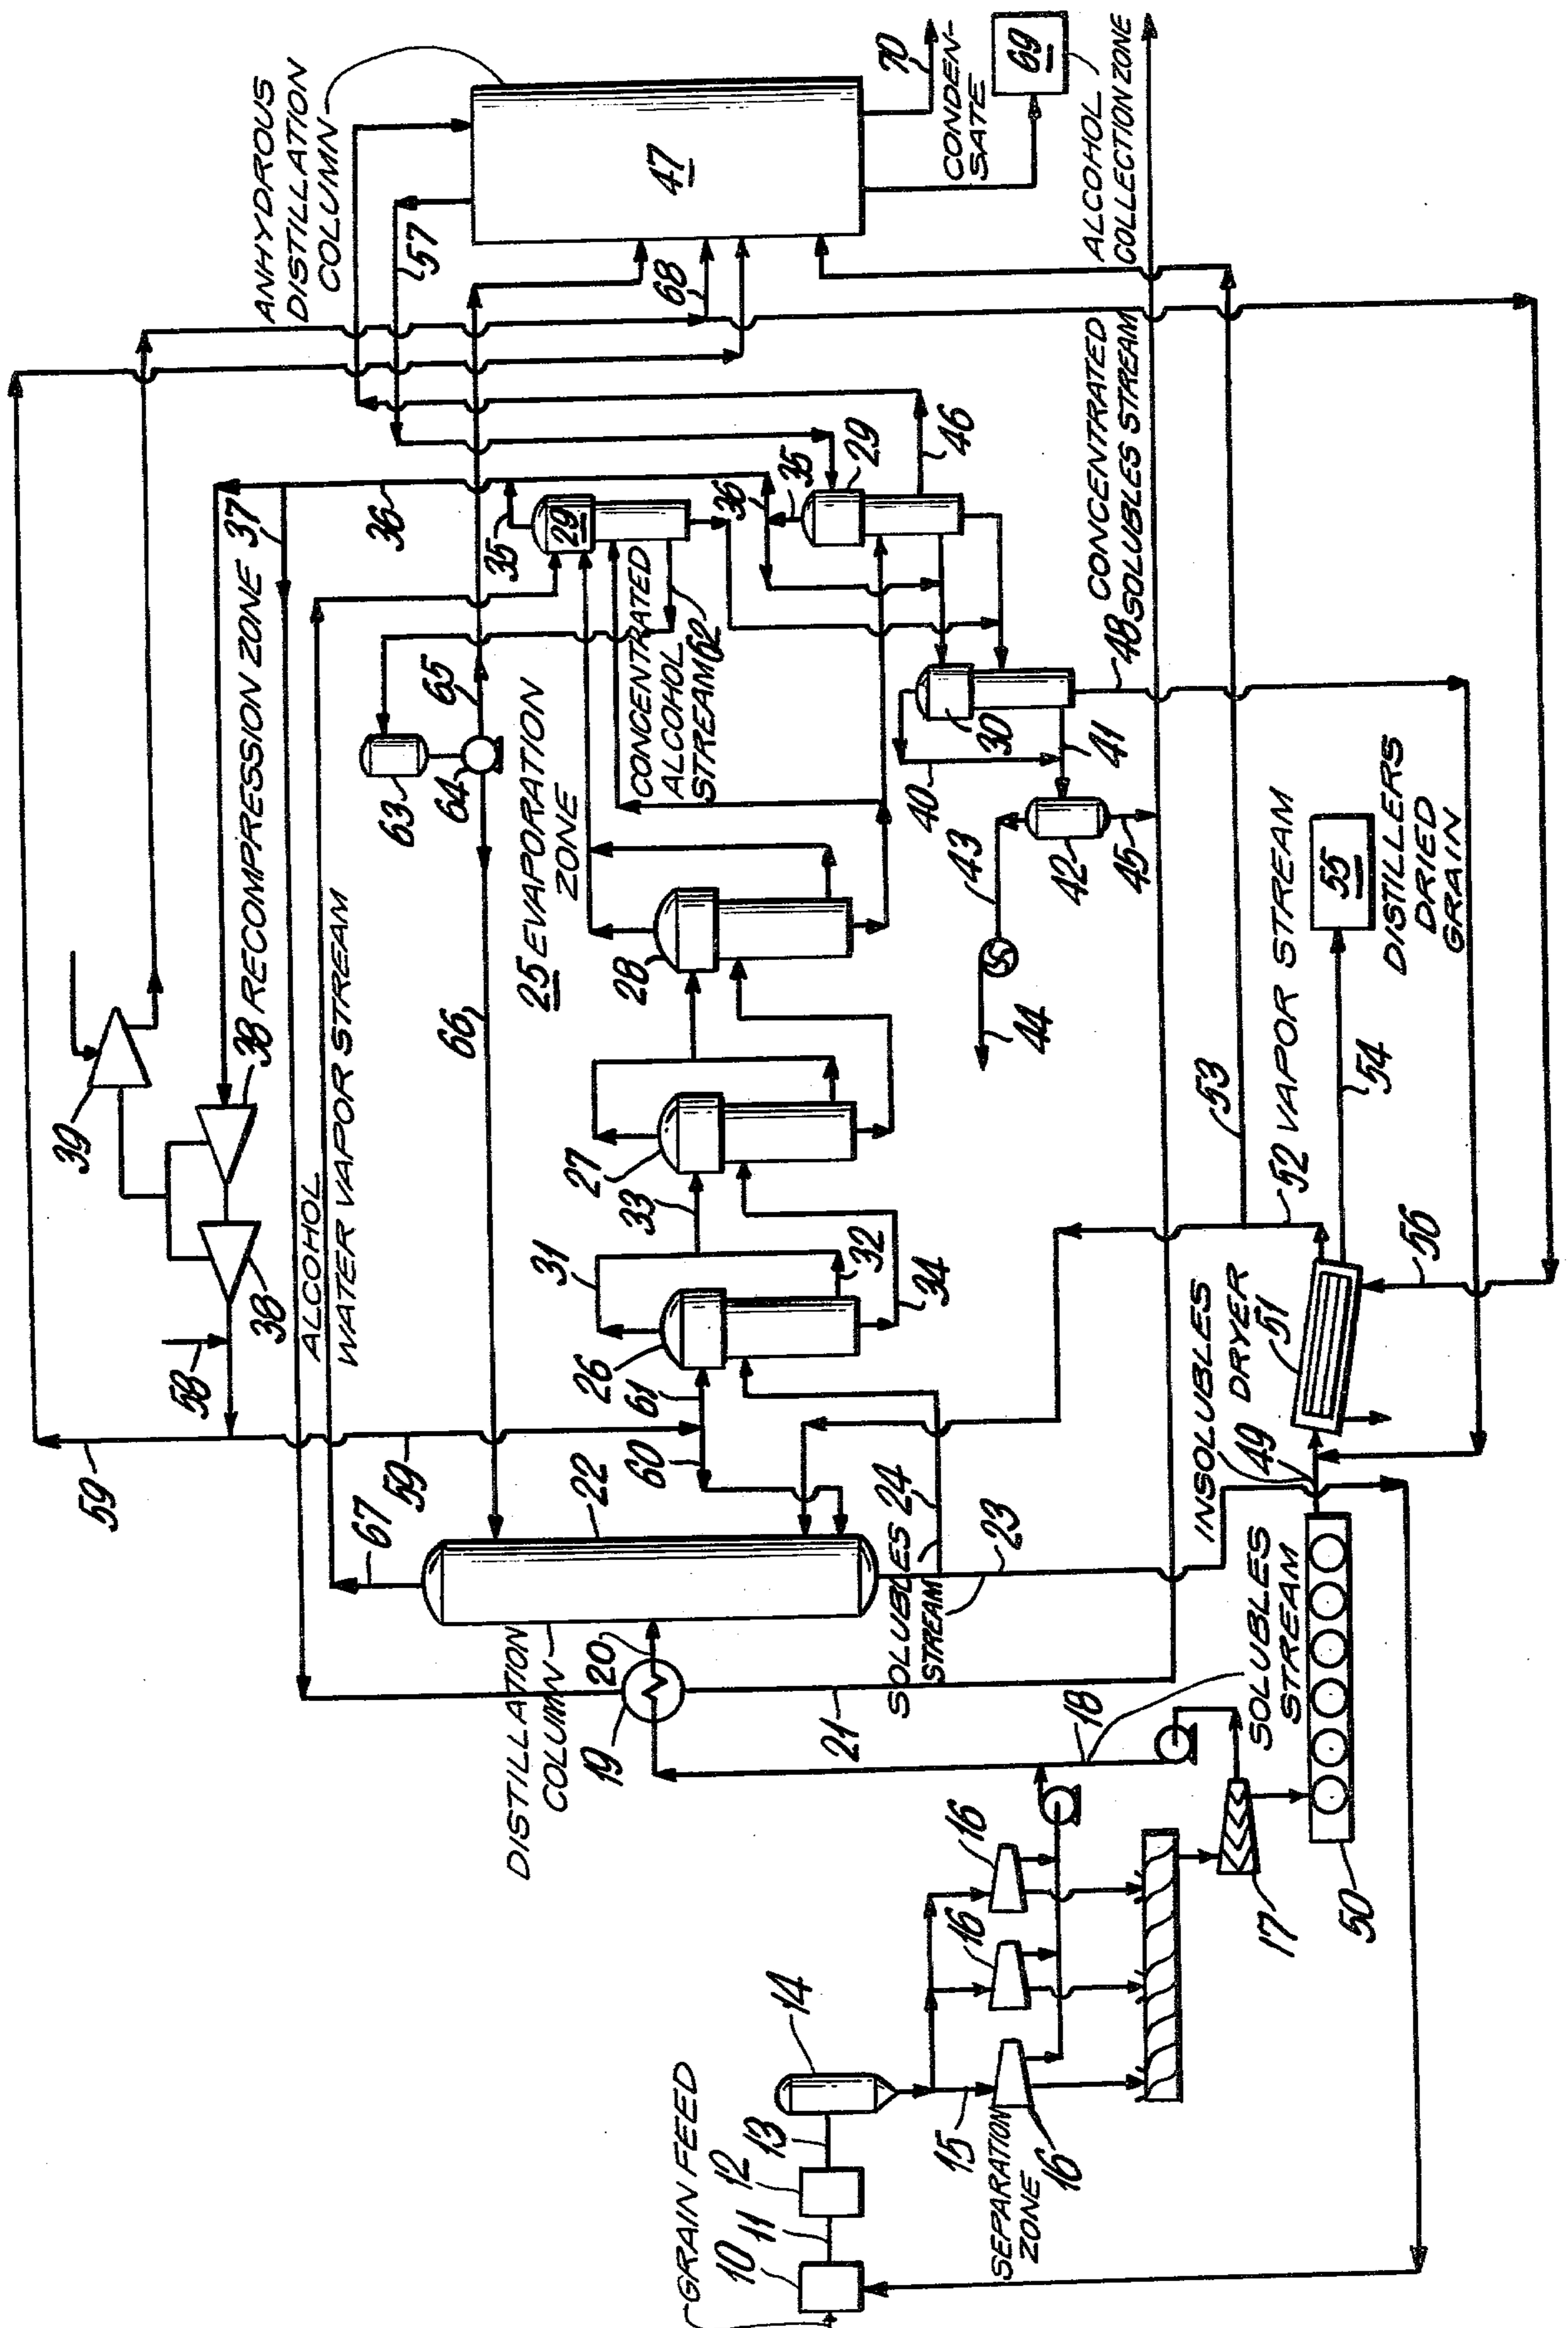 GRAIN FEED
10
11
12
13
14
15
SEPARATION
ZONE
16
16
16
17
50
18
SOLUBLES
STREAM
DISTILLATION
COLUMN
19
20
21
22
67
SOLUBLES
STREAM
24
23
INSOLUBLES
49
DRYER
51
56
52 VAPOR STREAM
53
54
55
DISTILLERS
DRIED
GRAIN
59
59
58
60
61
38
38 RECOMPRESSION ZONE
39
ALCOHOL
WATER VAPOR STREAM
66
25 EVAPORATION
ZONE
26
31
32
33
34
27
28
63
64
65
CONCENTRATED
ALCOHOL
STREAM 62
37
36
35
29
36
35
29
46
30
40
41
42
43
44
45
48 CONCENTRATED
SOLUBLES STREAM
ANHYDROUS
DISTILLATION
COLUMN
57
68
47
70
CONDEN-
SATE
69
ALCOHOL
COLLECTION ZONE